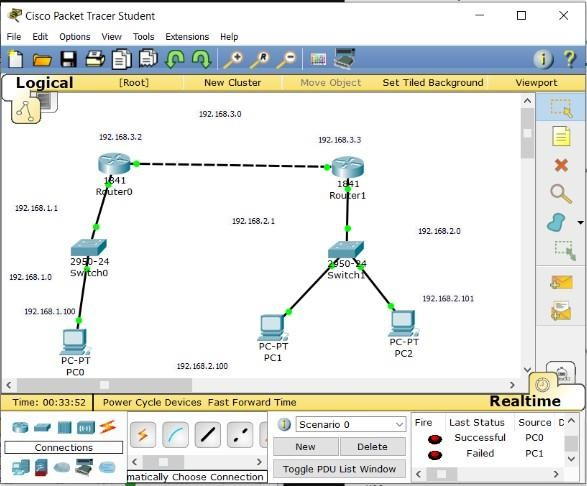 Cisco Packet Tracer Student
File Edit Options View Tools Extensions Help
Logical [Root] New Cluster Move Object Set Tiled Background Viewport
192.168.3.0
192.168.3.2
192.168.3.3
1841
Router0
1841
Router1
192.168.1.1
192.168.2.1
192.168.2.0
2950-24
Switch0
2950-24
Switch1
192.168.1.0
192.168.1.100
192.168.2.101
PC-PT
PC0
PC-PT
PC1
PC-PT
PC2
192.168.2.100
Time: 00:33:52 Power Cycle Devices Fast Forward Time Realtime
Scenario 0
Fire Last Status Source D
Successful PC0
Failed PC1
Connections
New Delete
Toggle PDU List Window
matically Choose Connection